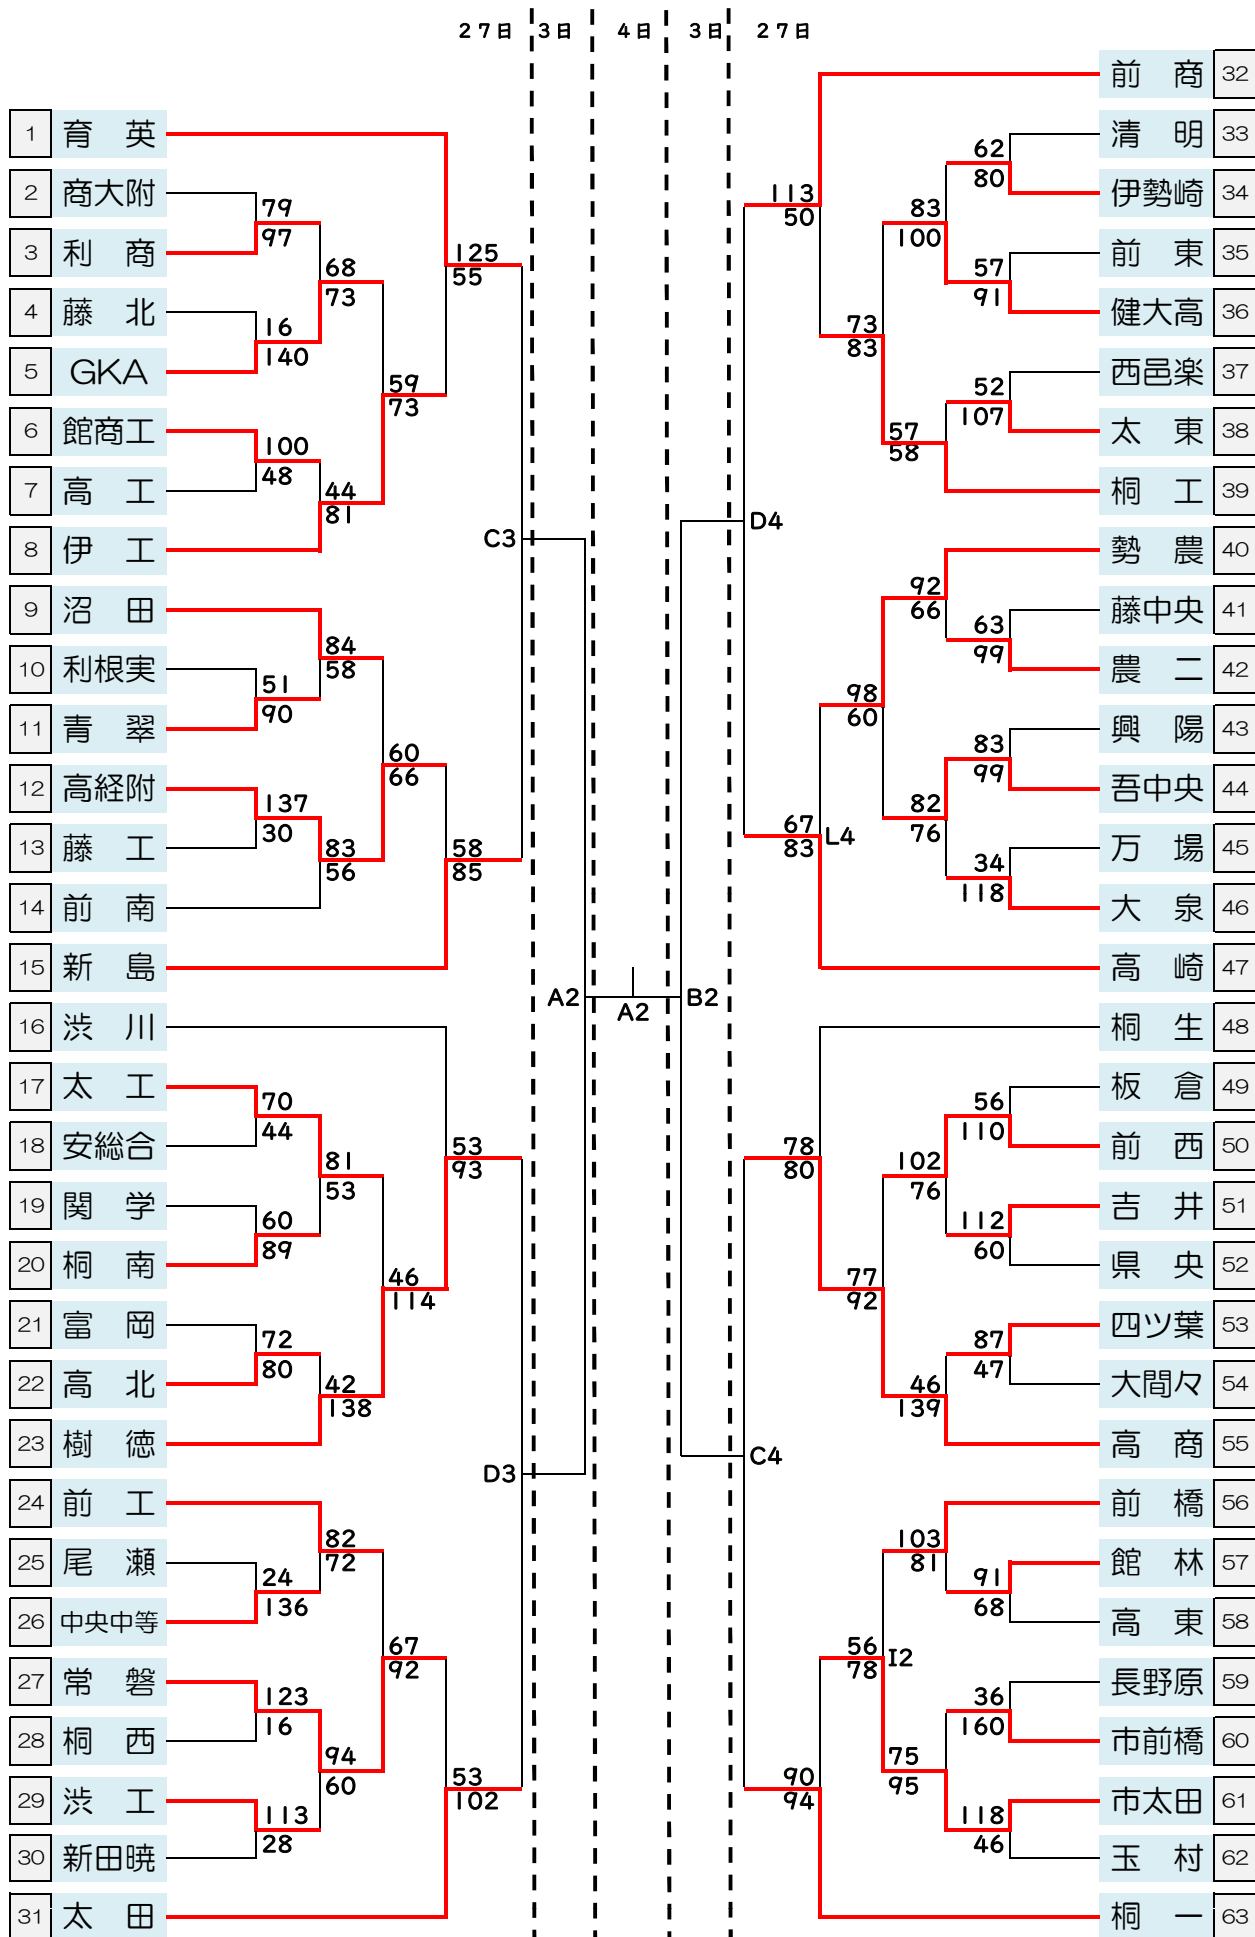 27日 3日 4日 3日 27日
1 育 英
2 商大附
3 利 商
4 藤 北
5 GKA
6 館商工
7 高 工
8 伊 工
9 沼 田
10 利根実
11 青 翠
12 高経附
13 藤 工
14 前 南
15 新 島
16 渋 川
17 太 工
18 安総合
19 関 学
20 桐 南
21 富 岡
22 高 北
23 樹 徳
24 前 工
25 尾 瀬
26 中央中等
27 常 磐
28 桐 西
29 渋 工
30 新田暁
31 太 田
79
97
16
140
100
48
51
90
137
30
70
44
60
89
72
80
24
136
123
16
113
28
68
73
44
81
84
58
83
56
81
53
42
138
82
72
94
60
59
73
60
66
46
114
67
92
125
55
58
85
53
93
53
102
C3
D3
A2
A2
B2
D4
C4
113
50
67
83
L4
78
80
90
94
73
83
98
60
77
92
56
78
I2
83
100
57
58
92
66
82
76
102
76
46
139
103
81
75
95
62
80
57
91
52
107
63
99
83
99
34
118
56
110
112
60
87
47
91
68
36
160
118
46
前 商 32
清 明 33
伊勢崎 34
前 東 35
健大高 36
西邑楽 37
太 東 38
桐 工 39
勢 農 40
藤中央 41
農 二 42
興 陽 43
吾中央 44
万 場 45
大 泉 46
高 崎 47
桐 生 48
板 倉 49
前 西 50
吉 井 51
県 央 52
四ツ葉 53
大間々 54
高 商 55
前 橋 56
館 林 57
高 東 58
長野原 59
市前橋 60
市太田 61
玉 村 62
桐 一 63